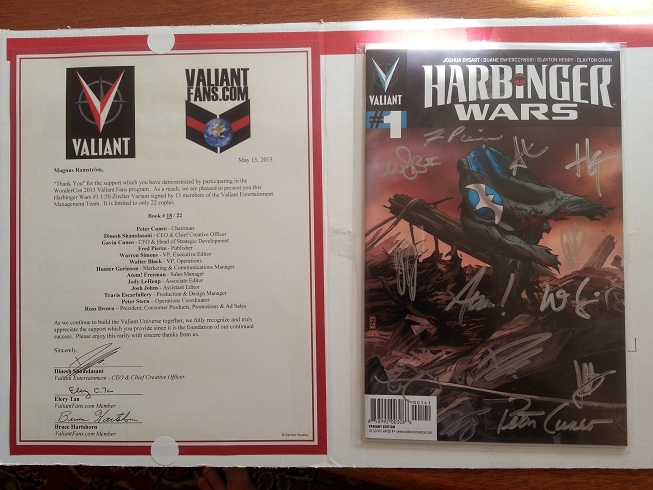 VALIANT
VALIANT
FANS.COM
May 15, 2013
Magnus Ramström,
"Thank You" for the support which you have demonstrated by participating in the
WonderCon 2013 Valiant Fans program. As a result, we are pleased to present you this
Harbinger Wars #1 1:50 Zircher Variant signed by 13 members of the Valiant Entertainment
Management Team. It is limited to only 22 copies.
Book # 18 / 22
Peter Cuneo - Chairman
Dinesh Shamdasani - CEO & Chief Creative Officer
Gavin Cuneo - CFO & Head of Strategic Development
Fred Pierce - Publisher
Warren Simons - VP, Executive Editor
Walter Black - VP, Operations
Hunter Gorinson - Marketing & Communications Manager
Atom! Freeman - Sales Manager
Jody LeHeup - Associate Editor
Josh Johns - Assistant Editor
Travis Escarfullery - Production & Design Manager
Peter Stern - Operations Coordinator
Russ Brown - President, Consumer Products, Promotions & Ad Sales
As we continue to build the Valiant Universe together, we fully recognize and truly
appreciate the support which you provide since it is the foundation of our continued
success. Please enjoy this rarity with sincere thanks from us.
Sincerely,
Dinesh Shamdasani
Valiant Entertainment - CEO & Chief Creative Officer
Elery Tan
ValiantFans.com Member
Bruce Hartshorn
Bruce Hartshorn
ValiantFans.com Member
JOSHUA DYSART | DUANE SWIERCZYNSKI | CLAYTON HENRY | CLAYTON CRAIN
VALIANT
HARBINGER
WARS
#1
Atom!
Peter Cuneo
00141
VARIANT EDITION